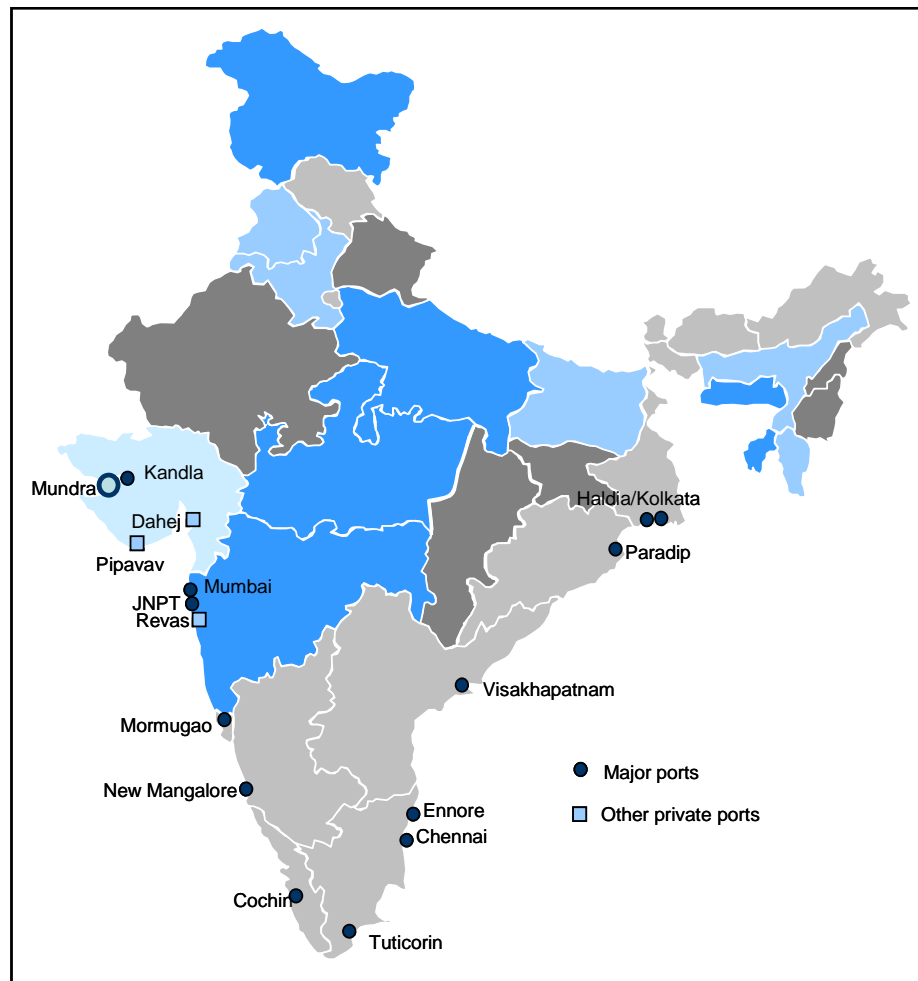 Kandla
Mundra
Haldia/Kolkata
Dahej
Paradip
Pipavav
Mumbai
JNPT
Revas
Visakhapatnam
Mormugao
Major ports
New Mangalore
Ennore
Other private ports
Chennai
Cochin
Tuticorin